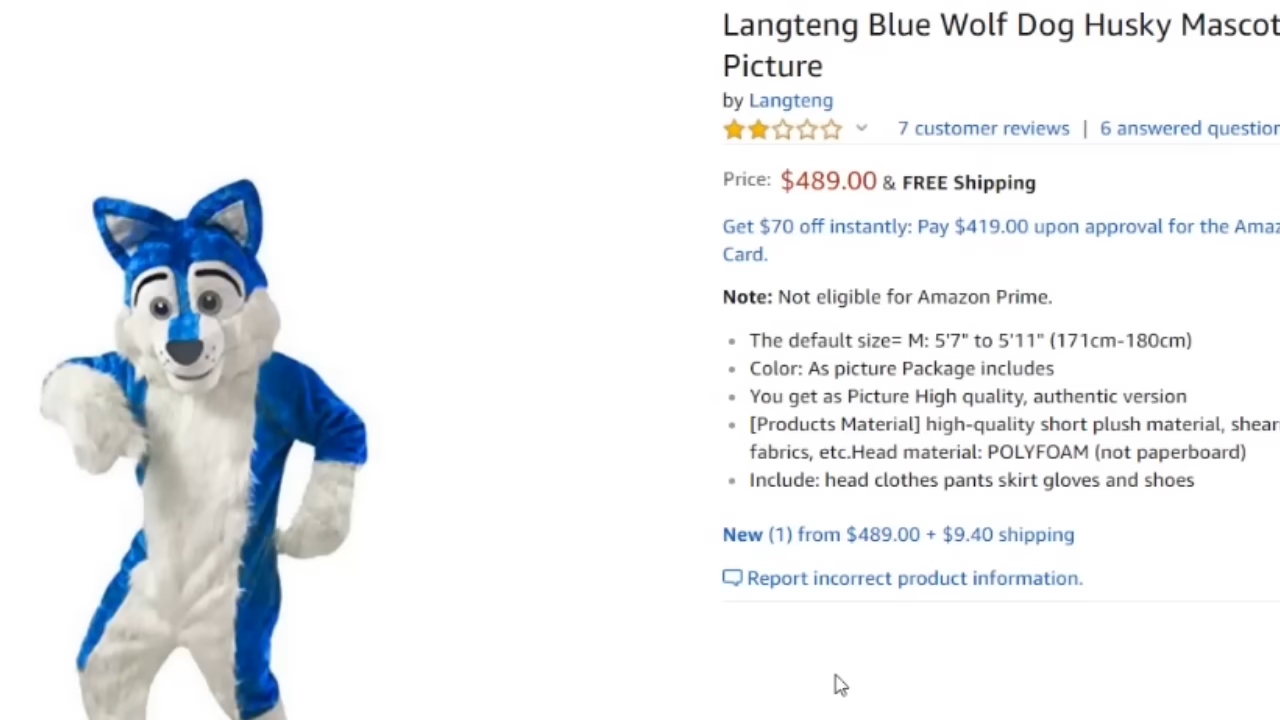 Langteng Blue Wolf Dog Husky Mascot
Picture
by Langteng
7 customer reviews | 6 answered question
Price: $489.00 & FREE Shipping
Get $70 off instantly: Pay $419.00 upon approval for the Amaz
Card.
Note: Not eligible for Amazon Prime.
• The default size= M: 5'7" to 5'11" (171cm-180cm)
• Color: As picture Package includes
• You get as Picture High quality, authentic version
• [Products Material] high-quality short plush material, shear
fabrics, etc.Head material: POLYFOAM (not paperboard)
• Include: head clothes pants skirt gloves and shoes
New (1) from $489.00 + $9.40 shipping
Report incorrect product information.